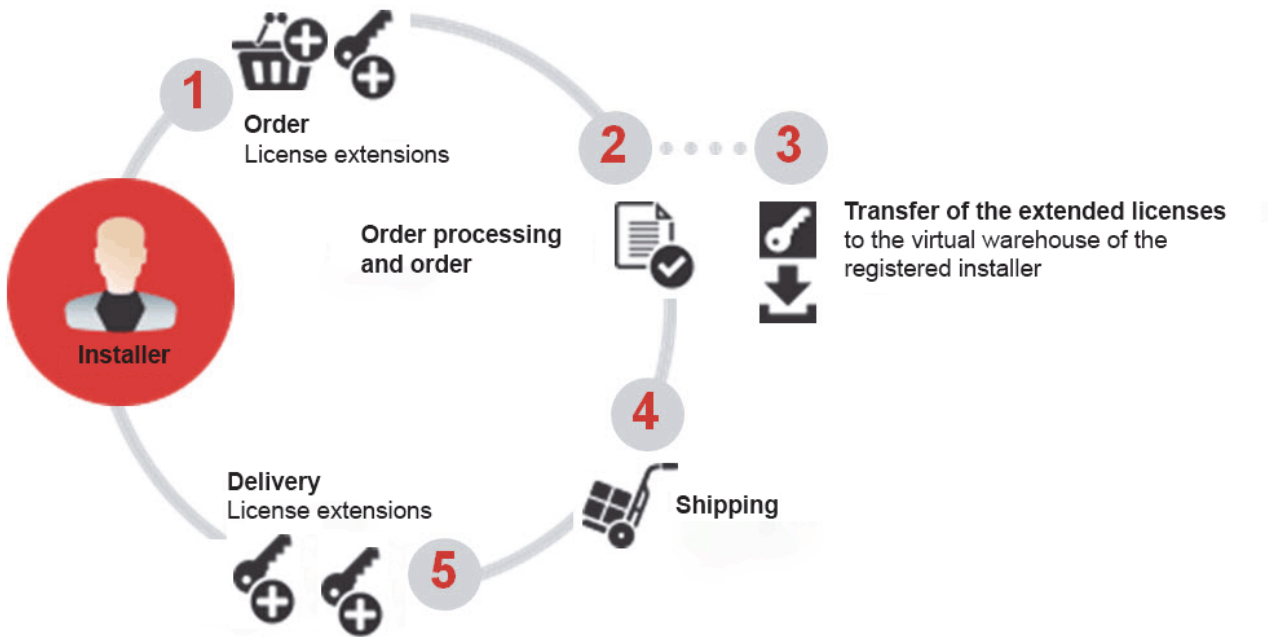 1
Order
License extensions
2
3
Order processing
and order
Transfer of the extended licenses
to the virtual warehouse of the
registered installer
Installer
4
Shipping
Delivery
License extensions
5